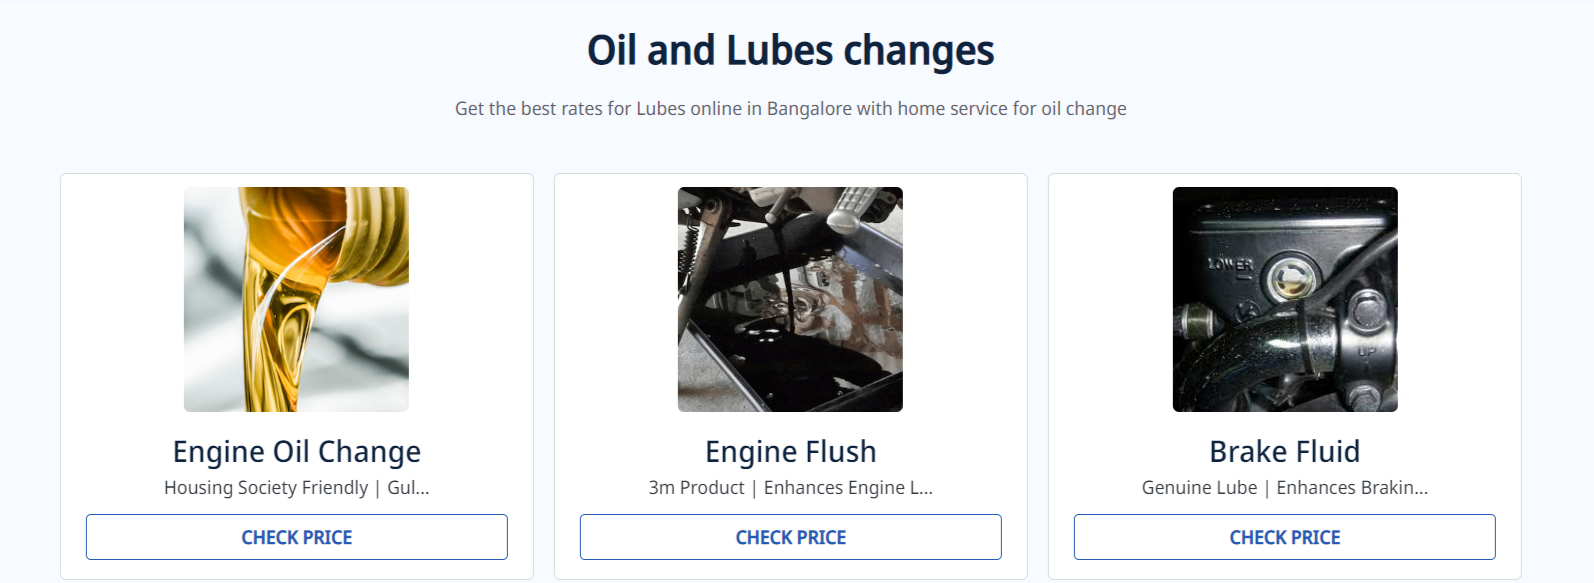 Oil and Lubes changes
Get the best rates for Lubes online in Bangalore with home service for oil change
LOWER
UP
Engine Oil Change
Housing Society Friendly | Gul...
CHECK PRICE
Engine Flush
3m Product | Enhances Engine L...
CHECK PRICE
Brake Fluid
Genuine Lube | Enhances Brakin...
CHECK PRICE